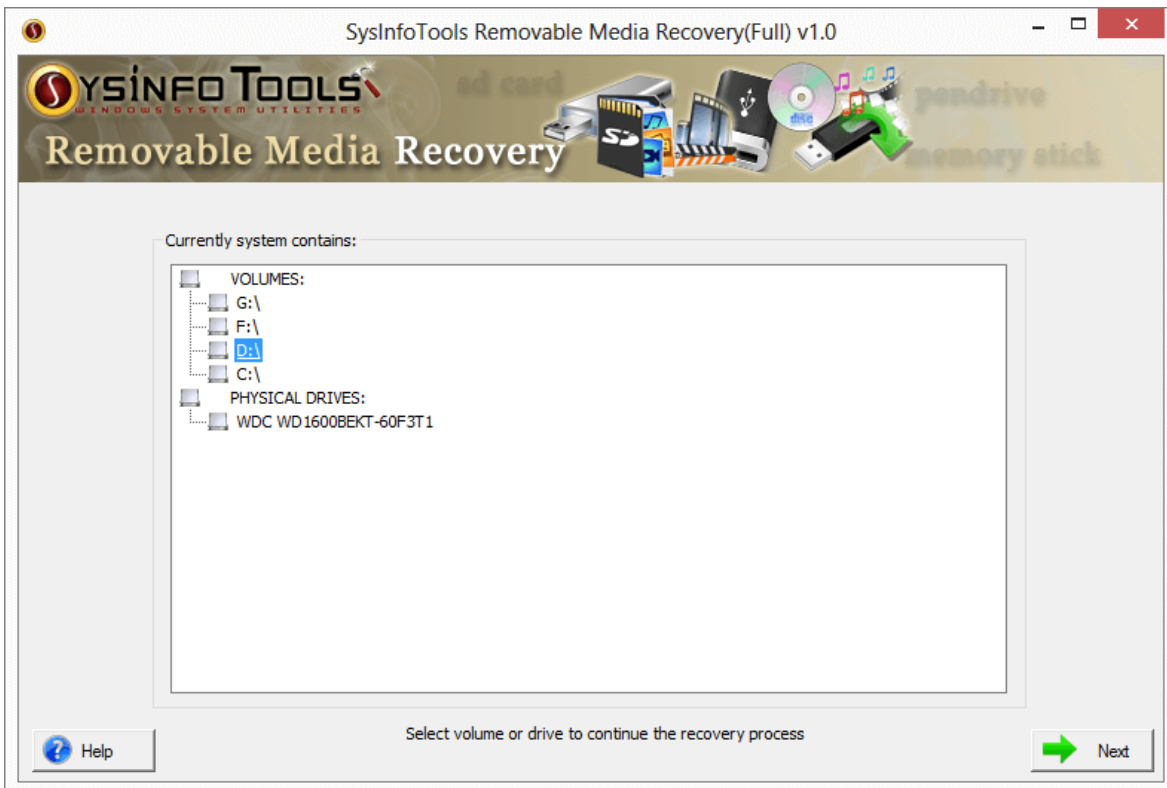 SysInfoTools Removable Media Recovery(Full) v1.0
SYSINFO TOOLS
WINDOWS SYSTEM UTILITIES
sd card
disc
pendrive
Removable Media Recovery
SD
memory stick
Currently system contains:
VOLUMES:
G:\
F:\
D:\
C:\
PHYSICAL DRIVES:
WDC WD1600BEKT-60F3T1
Select volume or drive to continue the recovery process
Help
Next